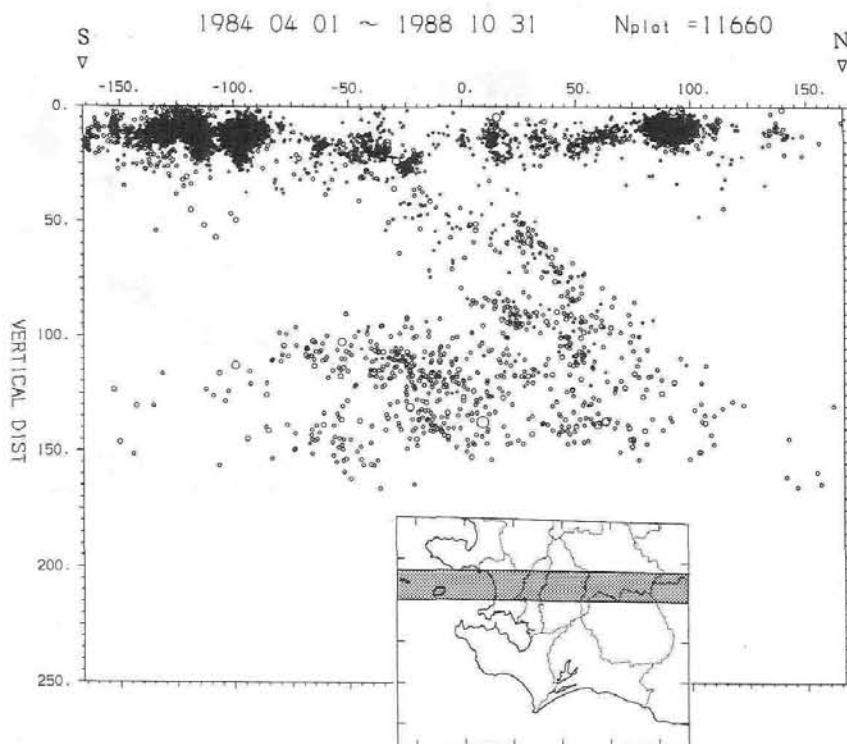 1984 04 01 ~ 1988 10 31 Nplot =11660
S N
-150. -100. -50. 0. 50. 100. 150.
0.
50.
100.
150.
200.
250.
VERTICAL DIST